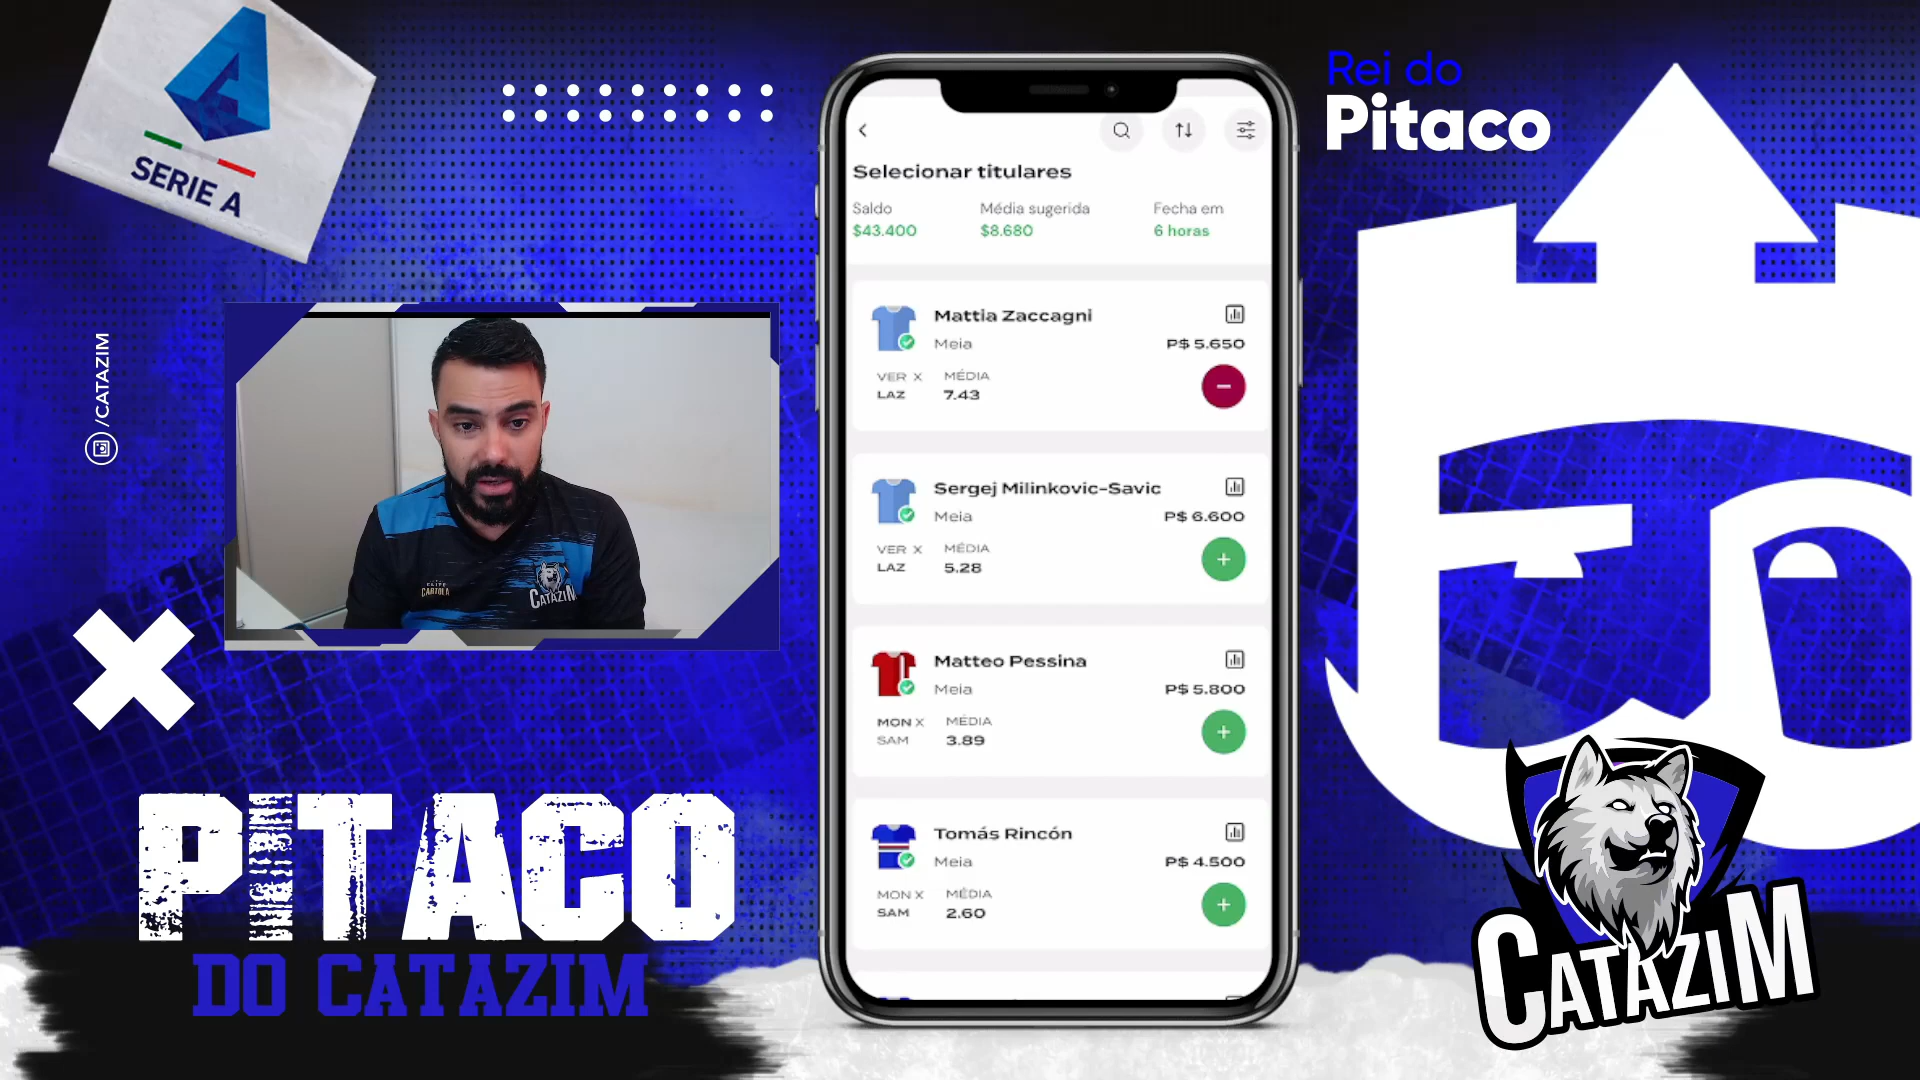 SERIE A
/CATAZIM
CARTOLA
CATAZIM
PITACO
DO CATAZIM
Selecionar titulares
Saldo
Média sugerida
Fecha em
$43.400
$8.680
6 horas
Mattia Zaccagni
Meia
P$ 5.650
VER X
MÉDIA
LAZ
7.43
Sergej Milinkovic-Savic
Meia
P$ 6.600
VER X
MÉDIA
LAZ
5.28
Matteo Pessina
Meia
P$ 5.800
MON X
MÉDIA
SAM
3.89
Tomás Rincón
Meia
P$ 4.500
MON X
MÉDIA
SAM
2.60
Rei do
Pitaco
CATAZIM